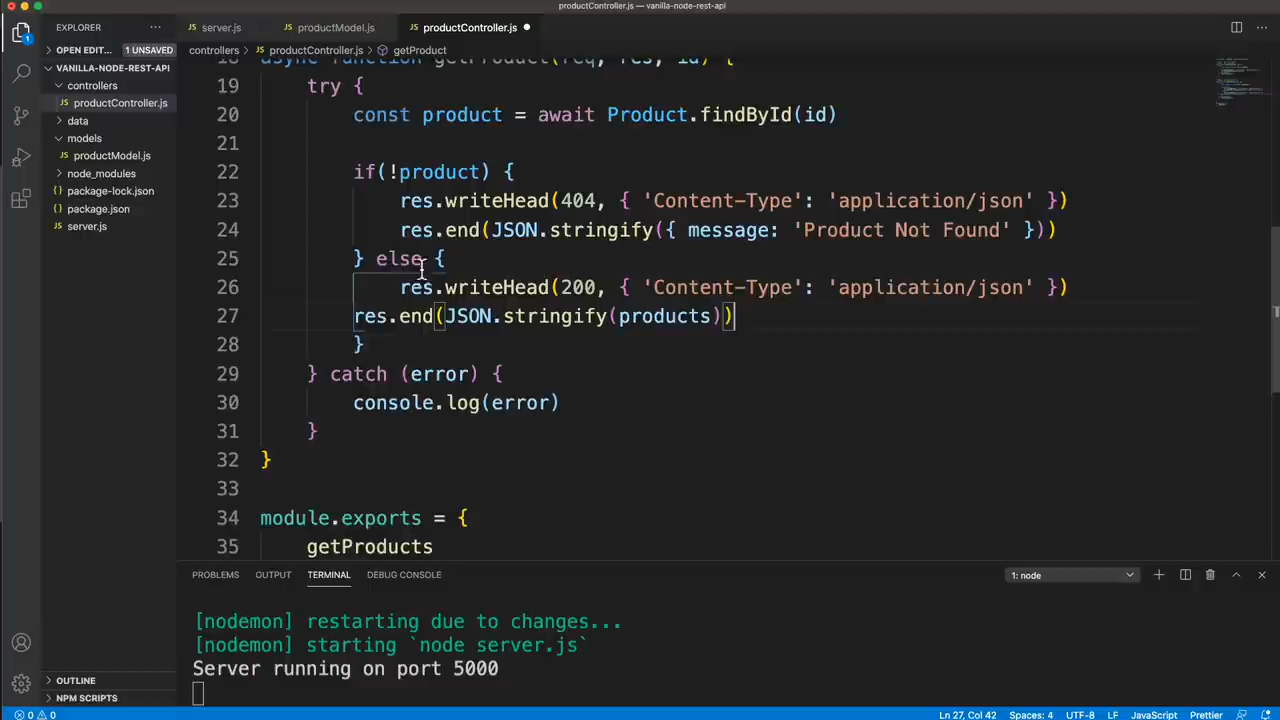 productController.js — vanilla-node-rest-api
EXPLORER
server.js
productModel.js
productController.js
OPEN EDIT... 1 UNSAVED
controllers > productController.js > getProduct
VANILLA-NODE-REST-API
controllers
productController.js
data
models
productModel.js
node_modules
package-lock.json
package.json
server.js
18 async function getProduct(req, res, id) {
19 try {
20 const product = await Product.findById(id)
21
22 if(!product) {
23 res.writeHead(404, { 'Content-Type': 'application/json' })
24 res.end(JSON.stringify({ message: 'Product Not Found' }))
25 } else {
26 res.writeHead(200, { 'Content-Type': 'application/json' })
27 res.end(JSON.stringify(products))
28 }
29 } catch (error) {
30 console.log(error)
31 }
32 }
33
34 module.exports = {
35 getProducts
PROBLEMS OUTPUT TERMINAL DEBUG CONSOLE 1: node
[nodemon] restarting due to changes...
[nodemon] starting `node server.js`
Server running on port 5000
OUTLINE
NPM SCRIPTS
0 0 Ln 27, Col 42 Spaces: 4 UTF-8 LF JavaScript Prettier